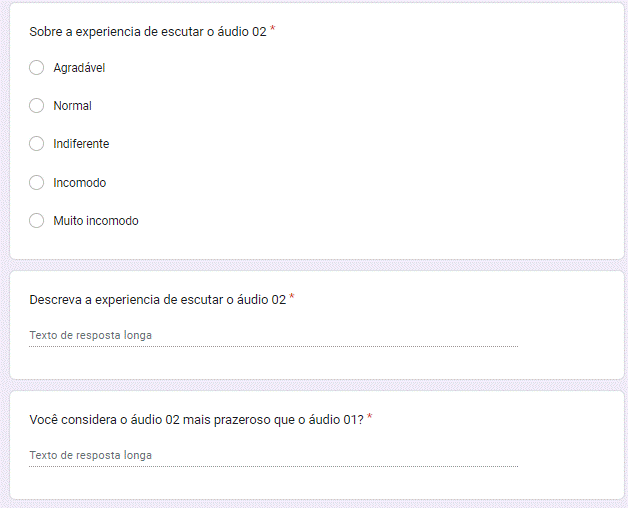 Sobre a experiencia de escutar o áudio 02 *
Agradável
Normal
Indiferente
Incomodo
Muito incomodo
Descreva a experiencia de escutar o áudio 02 *
Texto de resposta longa
Você considera o áudio 02 mais prazeroso que o áudio 01? *
Texto de resposta longa